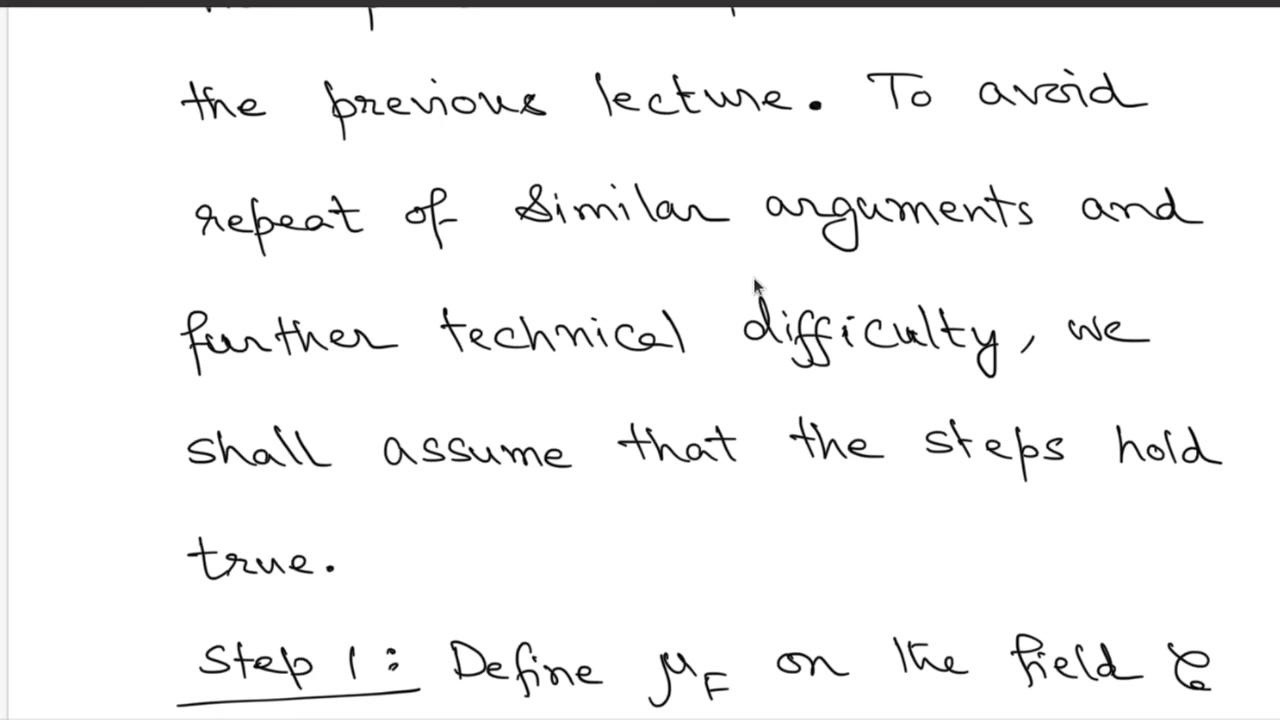 the previous lecture. To avoid
repeat of similar arguments and
further technical difficulty, we
shall assume that the steps hold
true.
Step 1: Define μ_F on the field 𝒞